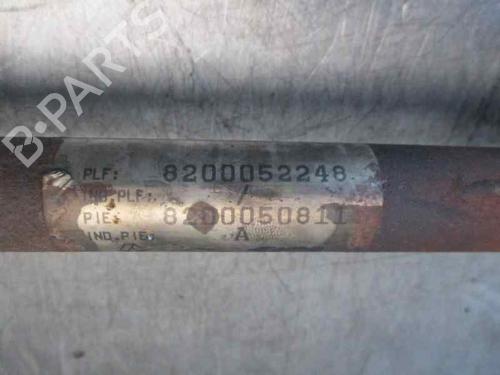 B-PARTS
PLF: 8200052248
IND.PLF: /
PIE: 8200050811
IND.PIE: A